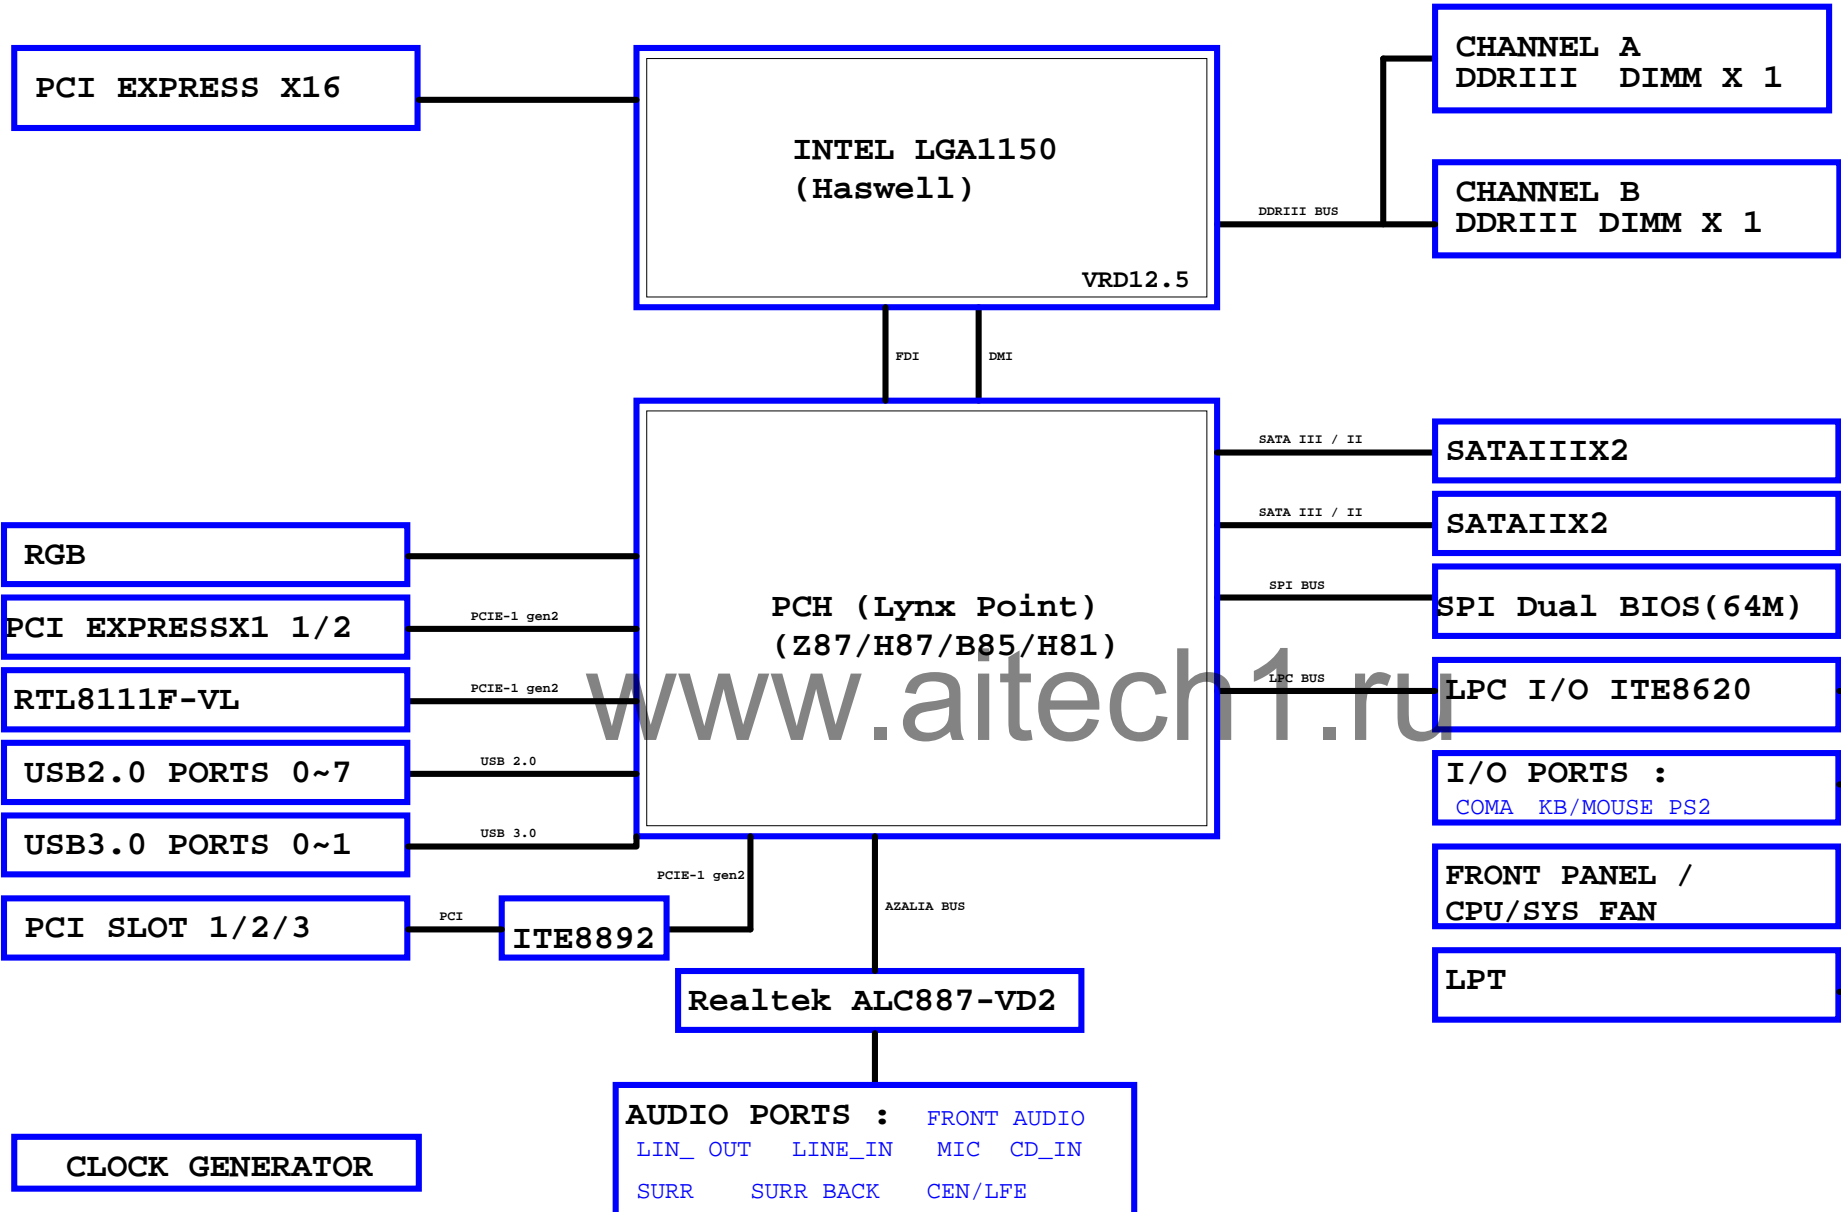 PCI EXPRESS X16
INTEL LGA1150
(Haswell)
VRD12.5
CHANNEL A
DDRIII DIMM X 1
CHANNEL B
DDRIII DIMM X 1
DDRIII BUS
FDI
DMI
PCH (Lynx Point)
(Z87/H87/B85/H81)
www.aitech1.ru
SATA III / II
SATAIIIX2
SATA III / II
SATAIIX2
SPI BUS
SPI Dual BIOS(64M)
LPC BUS
LPC I/O ITE8620
I/O PORTS :
COMA KB/MOUSE PS2
FRONT PANEL /
CPU/SYS FAN
LPT
RGB
PCI EXPRESSX1 1/2
PCIE-1 gen2
RTL8111F-VL
PCIE-1 gen2
USB2.0 PORTS 0~7
USB 2.0
USB3.0 PORTS 0~1
USB 3.0
PCI SLOT 1/2/3
PCI
ITE8892
PCIE-1 gen2
AZALIA BUS
Realtek ALC887-VD2
AUDIO PORTS : FRONT AUDIO
LIN_ OUT LINE_IN MIC CD_IN
SURR SURR BACK CEN/LFE
CLOCK GENERATOR